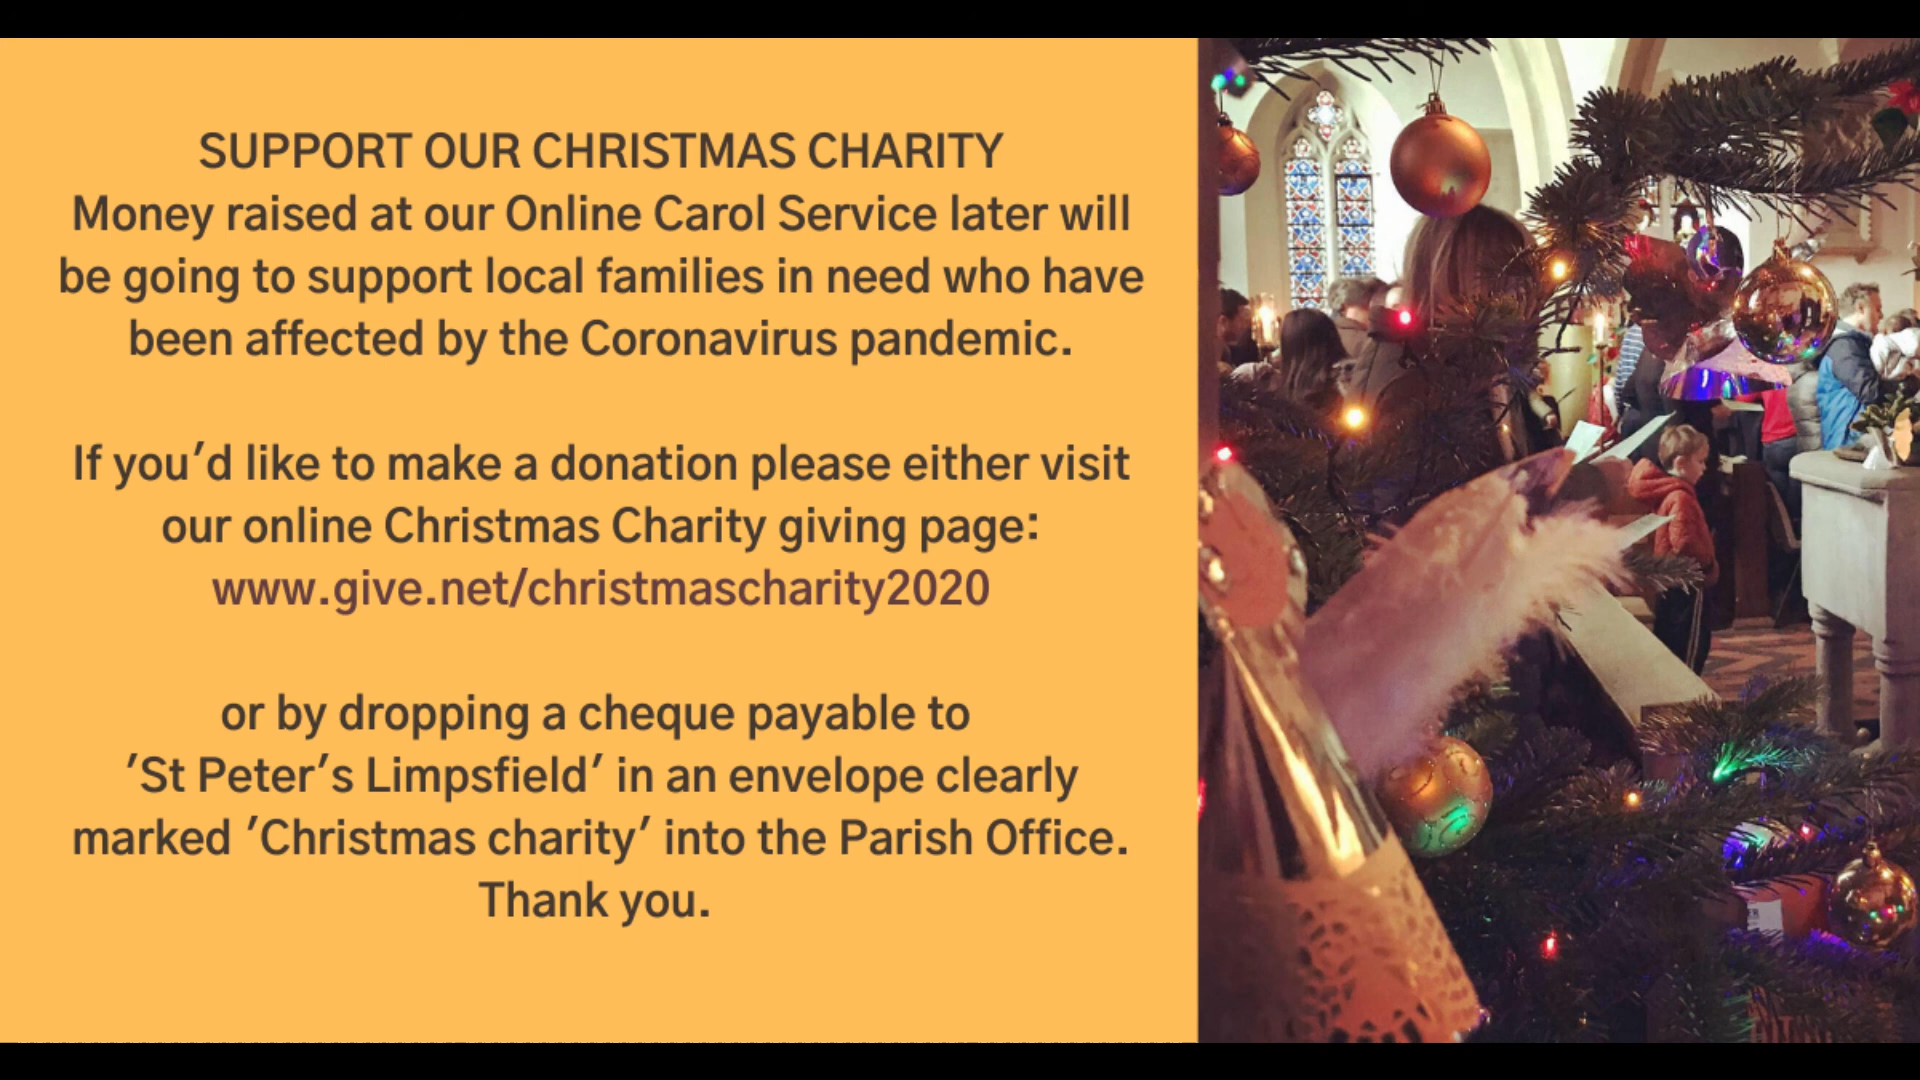 SUPPORT OUR CHRISTMAS CHARITY
Money raised at our Online Carol Service later will
be going to support local families in need who have
been affected by the Coronavirus pandemic.
If you'd like to make a donation please either visit
our online Christmas Charity giving page:
www.give.net/christmascharity2020
or by dropping a cheque payable to
'St Peter's Limpsfield' in an envelope clearly
marked 'Christmas charity' into the Parish Office.
Thank you.